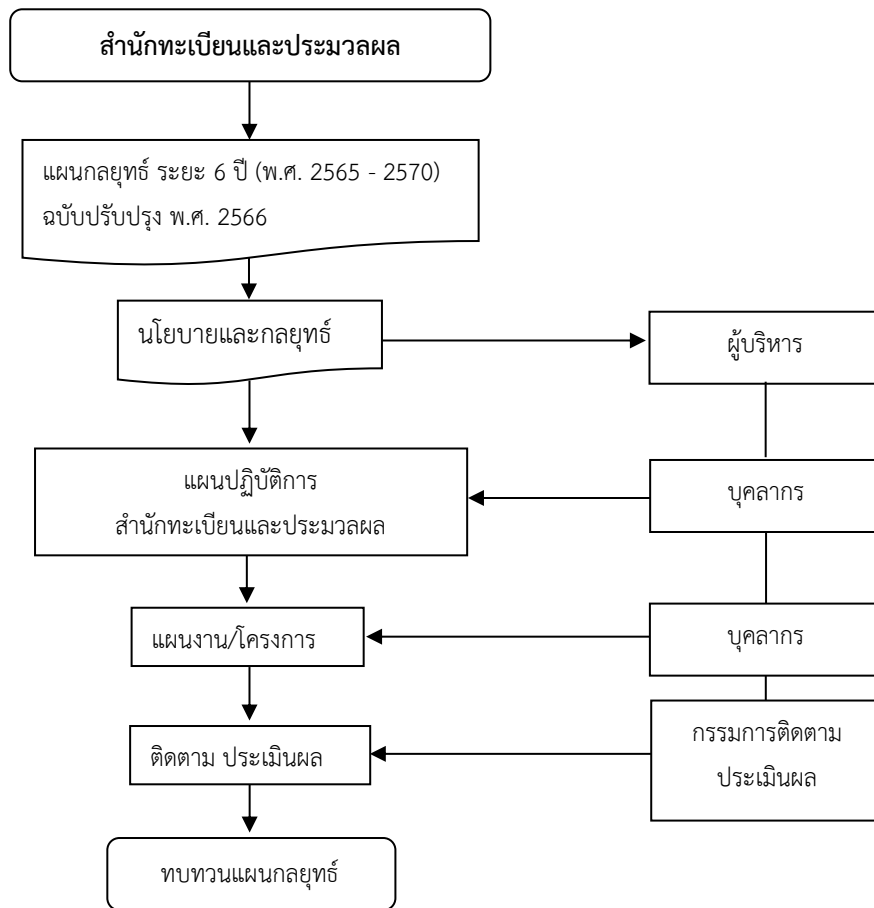 สำนักทะเบียนและประมวลผล
แผนกลยุทธ์ ระยะ 6 ปี (พ.ศ. 2565 - 2570)
ฉบับปรับปรุง พ.ศ. 2566
นโยบายและกลยุทธ์
ผู้บริหาร
แผนปฏิบัติการ
สำนักทะเบียนและประมวลผล
บุคลากร
แผนงาน/โครงการ
บุคลากร
ติดตาม ประเมินผล
กรรมการติดตาม
ประเมินผล
ทบทวนแผนกลยุทธ์